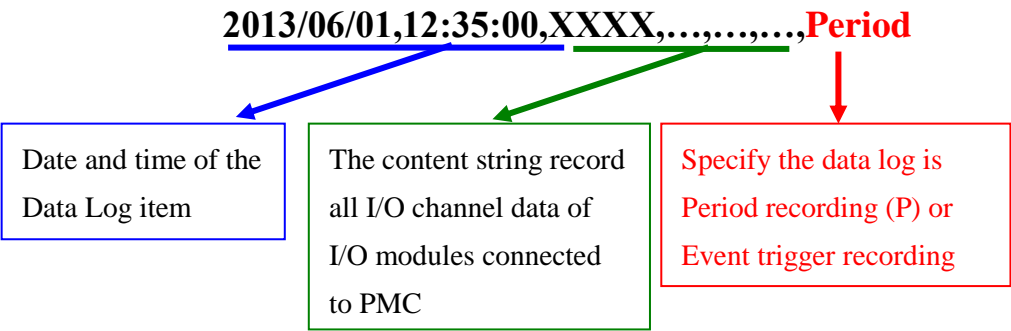 2013/06/01,12:35:00,XXXX,…,…,…,Period
Date and time of the
Data Log item
The content string record
all I/O channel data of
I/O modules connected
to PMC
Specify the data log is
Period recording (P) or
Event trigger recording